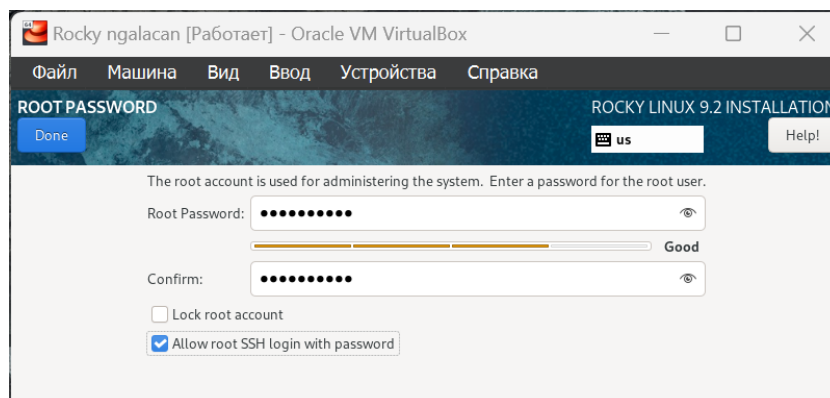 Rocky ngalacan [Работает] - Oracle VM VirtualBox
Файл Машина Вид Ввод Устройства Справка
ROOT PASSWORD
ROCKY LINUX 9.2 INSTALLATION
Done
us
Help!
The root account is used for administering the system. Enter a password for the root user.
Root Password: ••••••••••
Good
Confirm: ••••••••••
Lock root account
Allow root SSH login with password